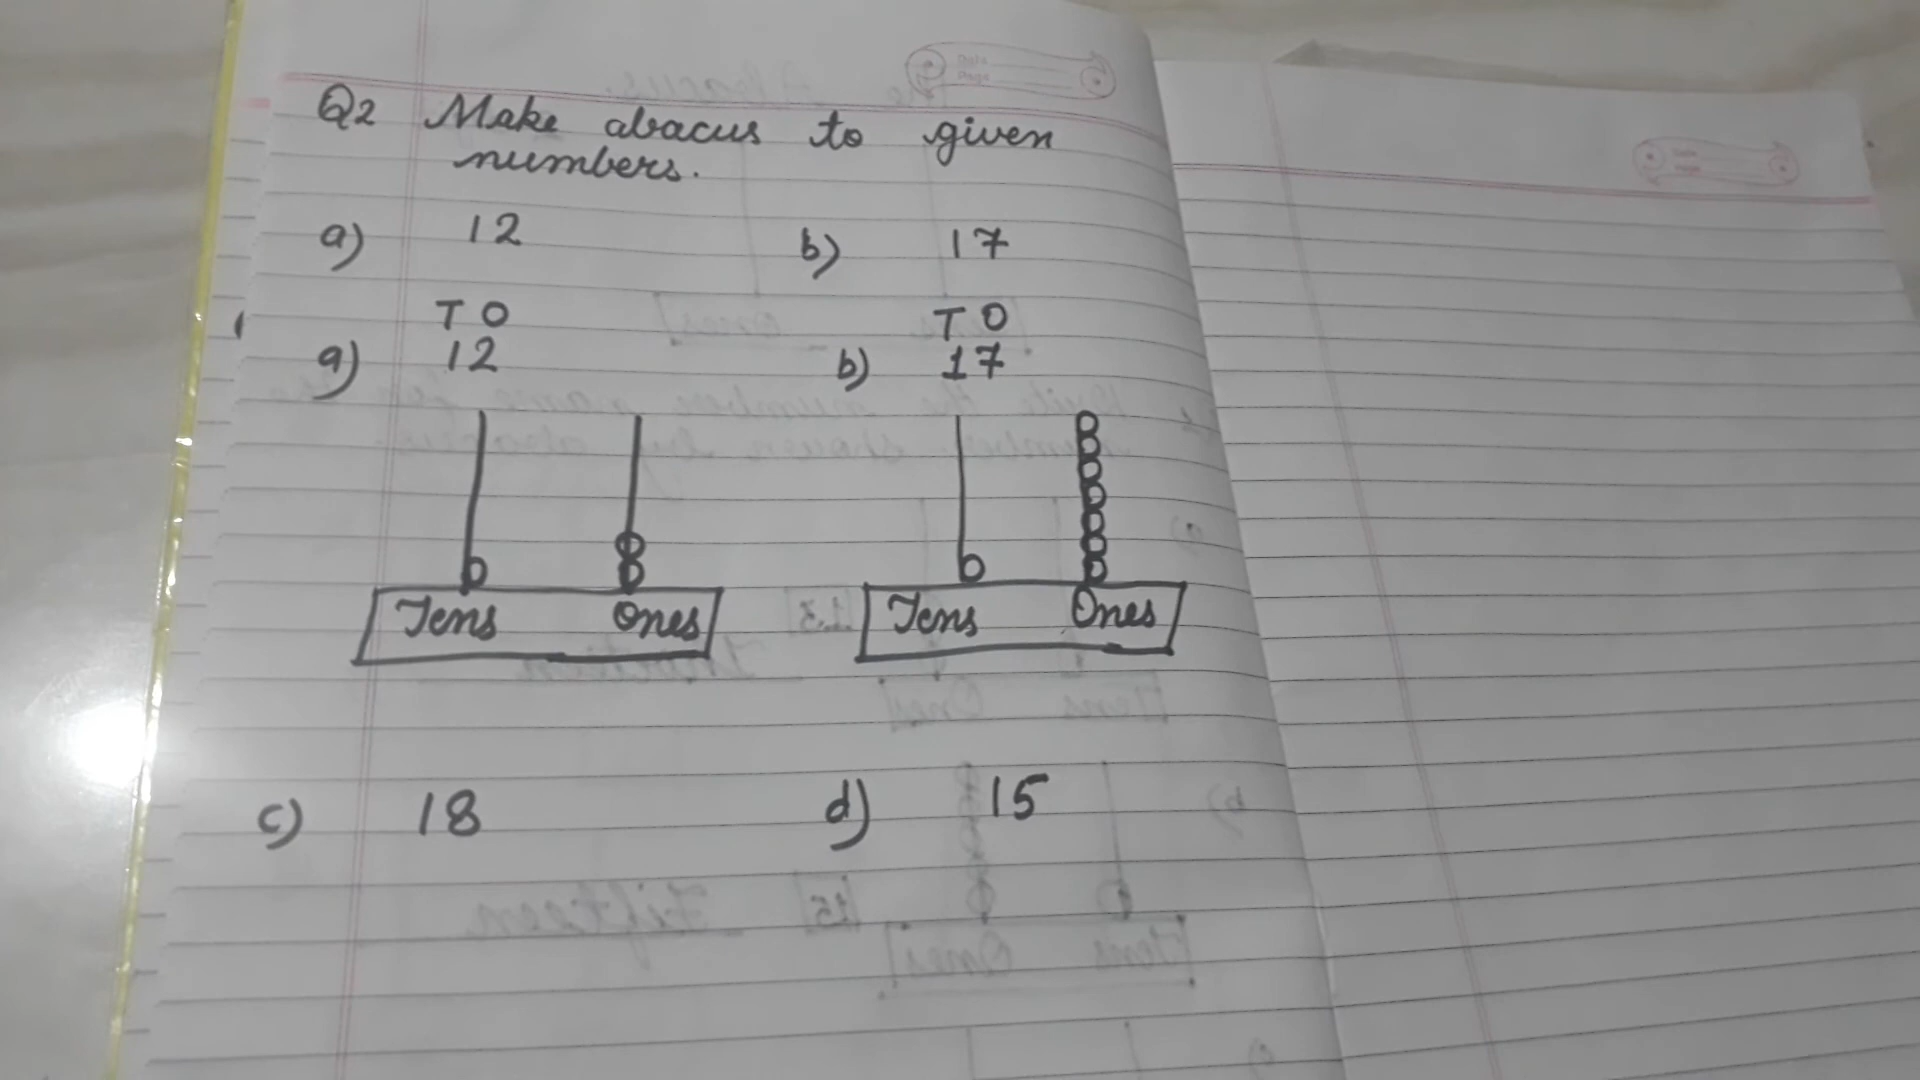 Q2 Make abacus to given
numbers.
a) 12 b) 17
T O T O
a) 12 b) 17
Tens Ones Tens Ones
c) 18 d) 15